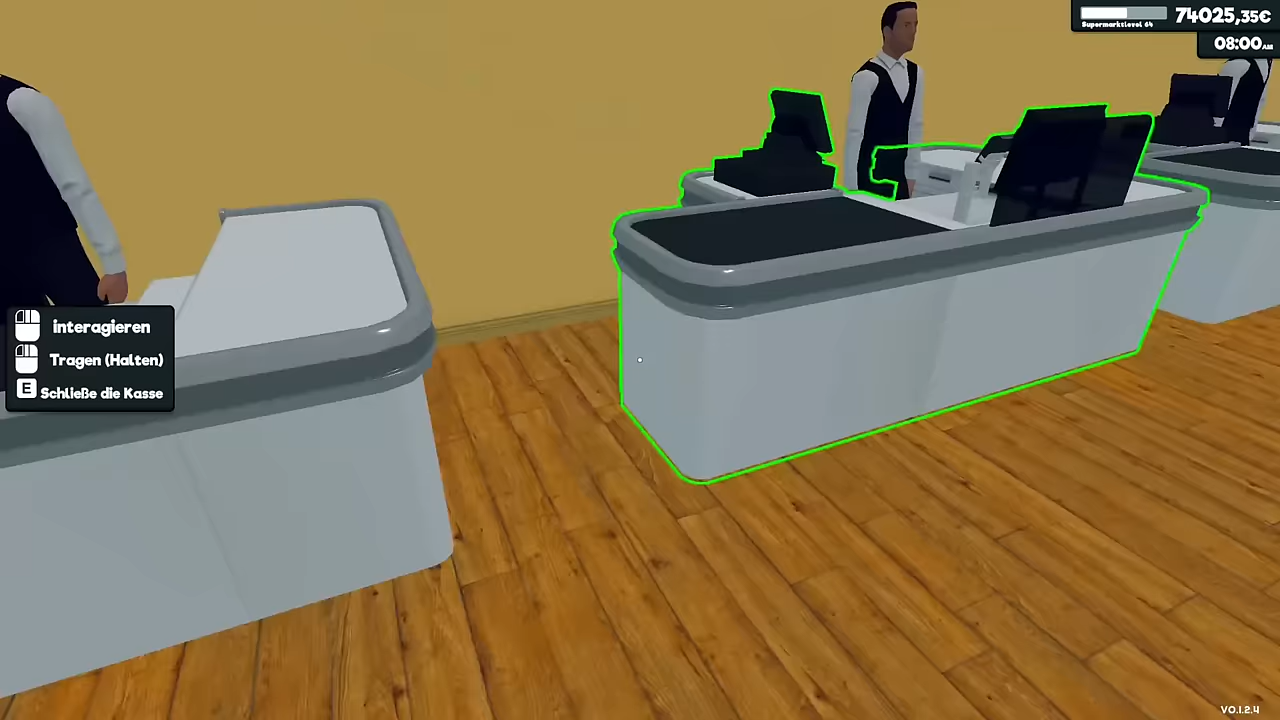 74025,35€
Supermarktlevel 64
08:00AM
interagieren
Tragen (Halten)
E Schließe die Kasse
V0.1.2.4